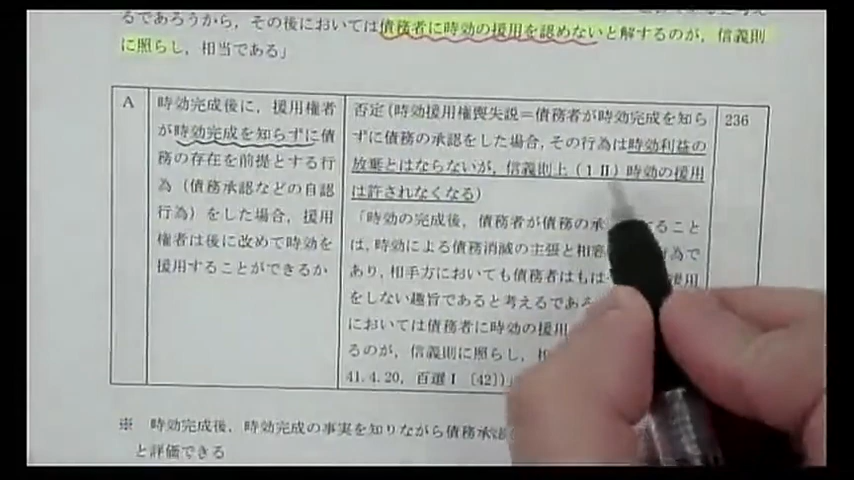 るであろうから，その後においては債務者に時効の援用を認めないと解するのが，信義則
に照らし，相当である」
A
時効完成後に，援用権者
が時効完成を知らずに債
務の存在を前提とする行
為（債務承認などの自認
行為）をした場合，援用
権者は後に改めて時効を
援用することができるか
否定（時効援用権喪失説＝債務者が時効完成を知ら
ずに債務の承認をした場合，その行為は時効利益の
放棄とはならないが，信義則上（1Ⅱ）時効の援用
は許されなくなる）
「時効の完成後，債務者が債務の承 すること
は，時効による債務消滅の主張と相容 行為で
あり，相手方においても債務者はもは 援用
をしない趣旨であると考えるであ
においては債務者に時効の援用
るのが，信義則に照らし，
41.4.20，百選Ⅰ〔42〕）」
236
※ 時効完成後，時効完成の事実を知りながら債務承
と評価できる